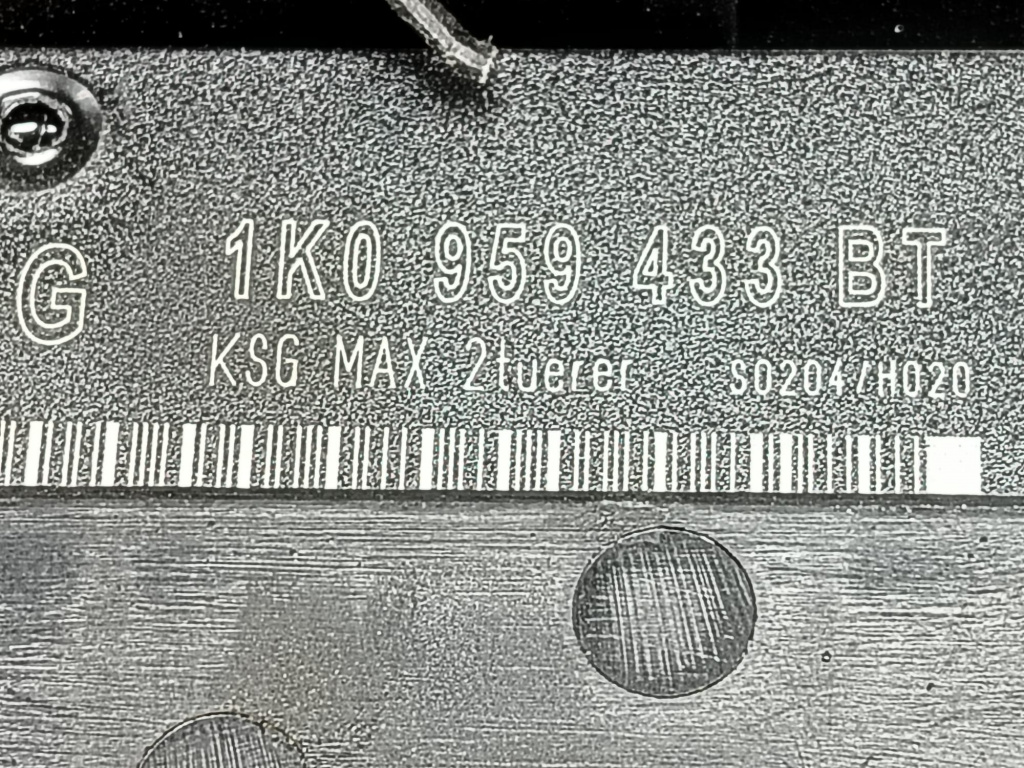 G 1K0 959 433 BT
KSG MAX 2tuerer S0204/H020